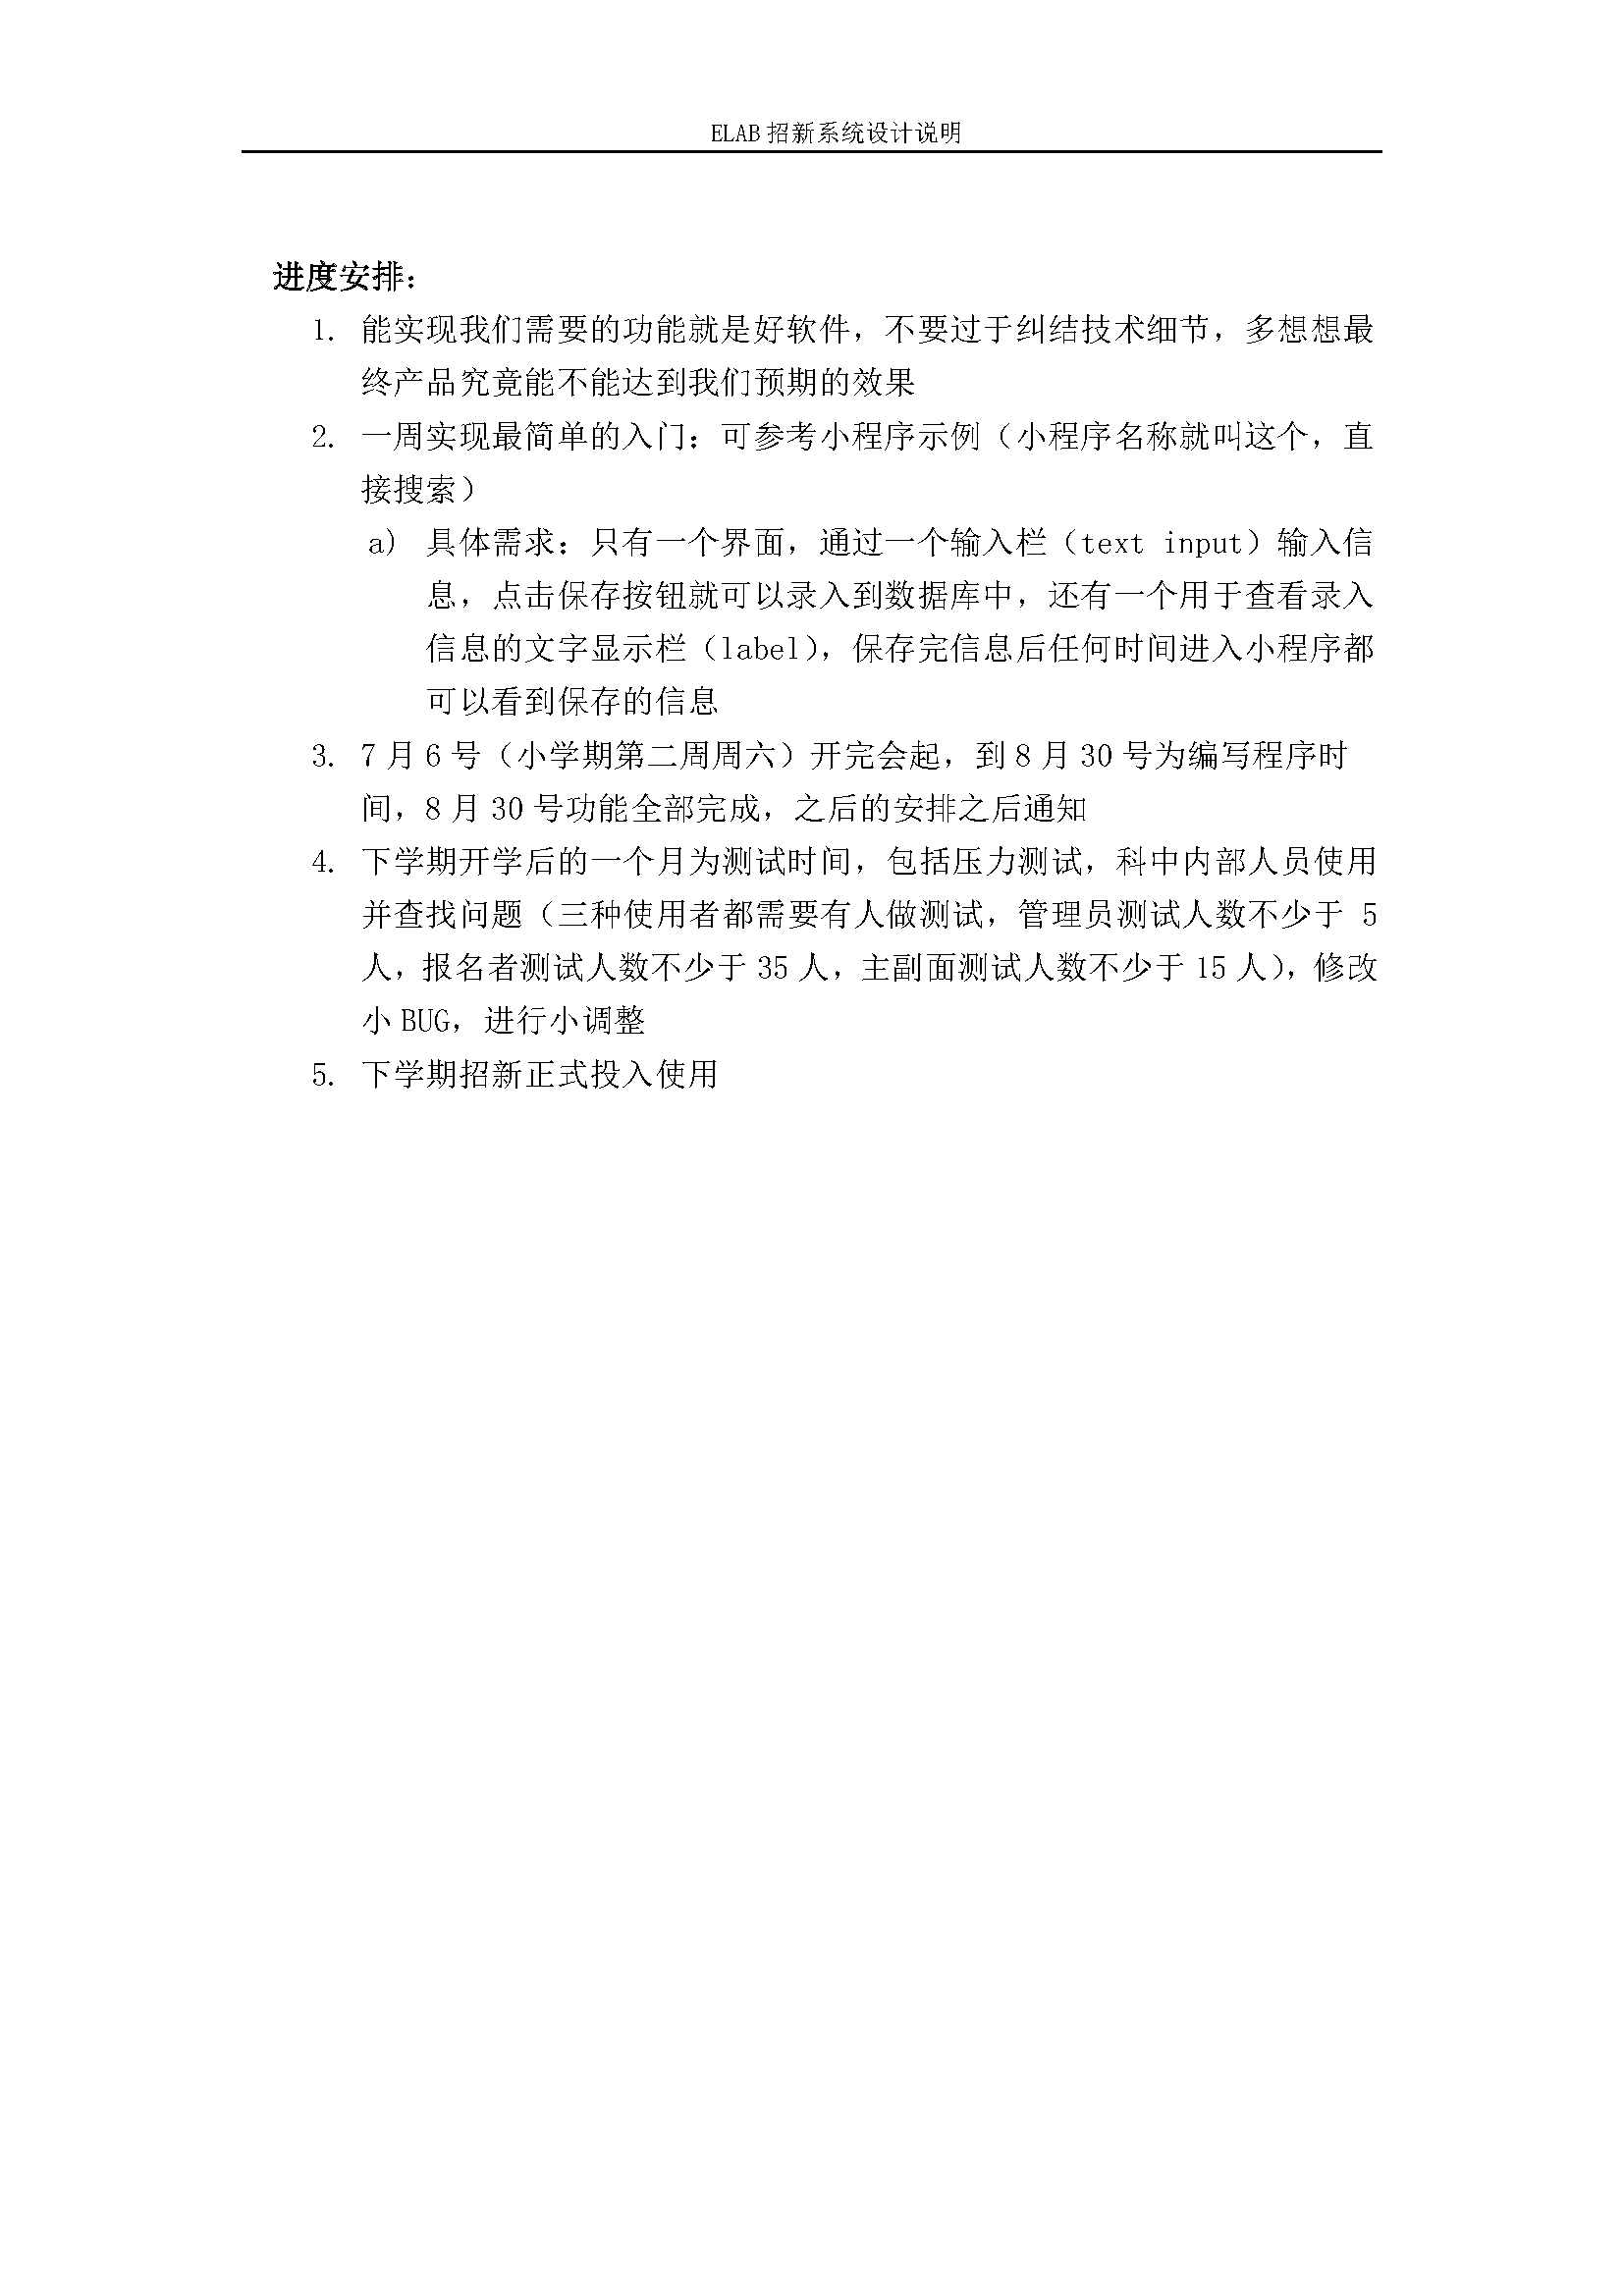 ELAB 招新系统设计说明
进度安排：
1. 能实现我们需要的功能就是好软件，不要过于纠结技术细节，多想想最
终产品究竟能不能达到我们预期的效果
2. 一周实现最简单的入门：可参考小程序示例（小程序名称就叫这个，直
接搜索）
a) 具体需求：只有一个界面，通过一个输入栏（text input）输入信
息，点击保存按钮就可以录入到数据库中，还有一个用于查看录入
信息的文字显示栏（label），保存完信息后任何时间进入小程序都
可以看到保存的信息
3. 7 月 6 号（小学期第二周周六）开完会起，到 8 月 30 号为编写程序时
间，8 月 30 号功能全部完成，之后的安排之后通知
4. 下学期开学后的一个月为测试时间，包括压力测试，科中内部人员使用
并查找问题（三种使用者都需要有人做测试，管理员测试人数不少于 5
人，报名者测试人数不少于 35 人，主副面测试人数不少于 15 人），修改
小 BUG，进行小调整
5. 下学期招新正式投入使用